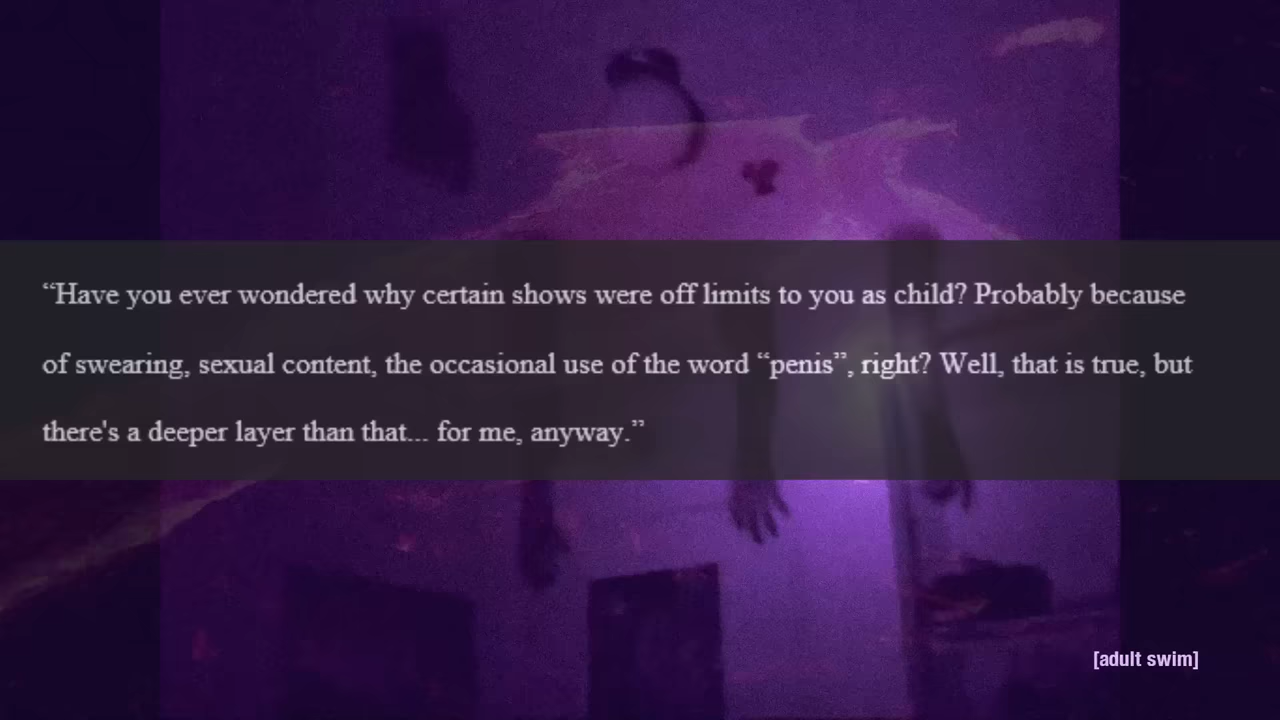 “Have you ever wondered why certain shows were off limits to you as child? Probably because
of swearing, sexual content, the occasional use of the word “penis”, right? Well, that is true, but
there's a deeper layer than that... for me, anyway.”
[adult swim]